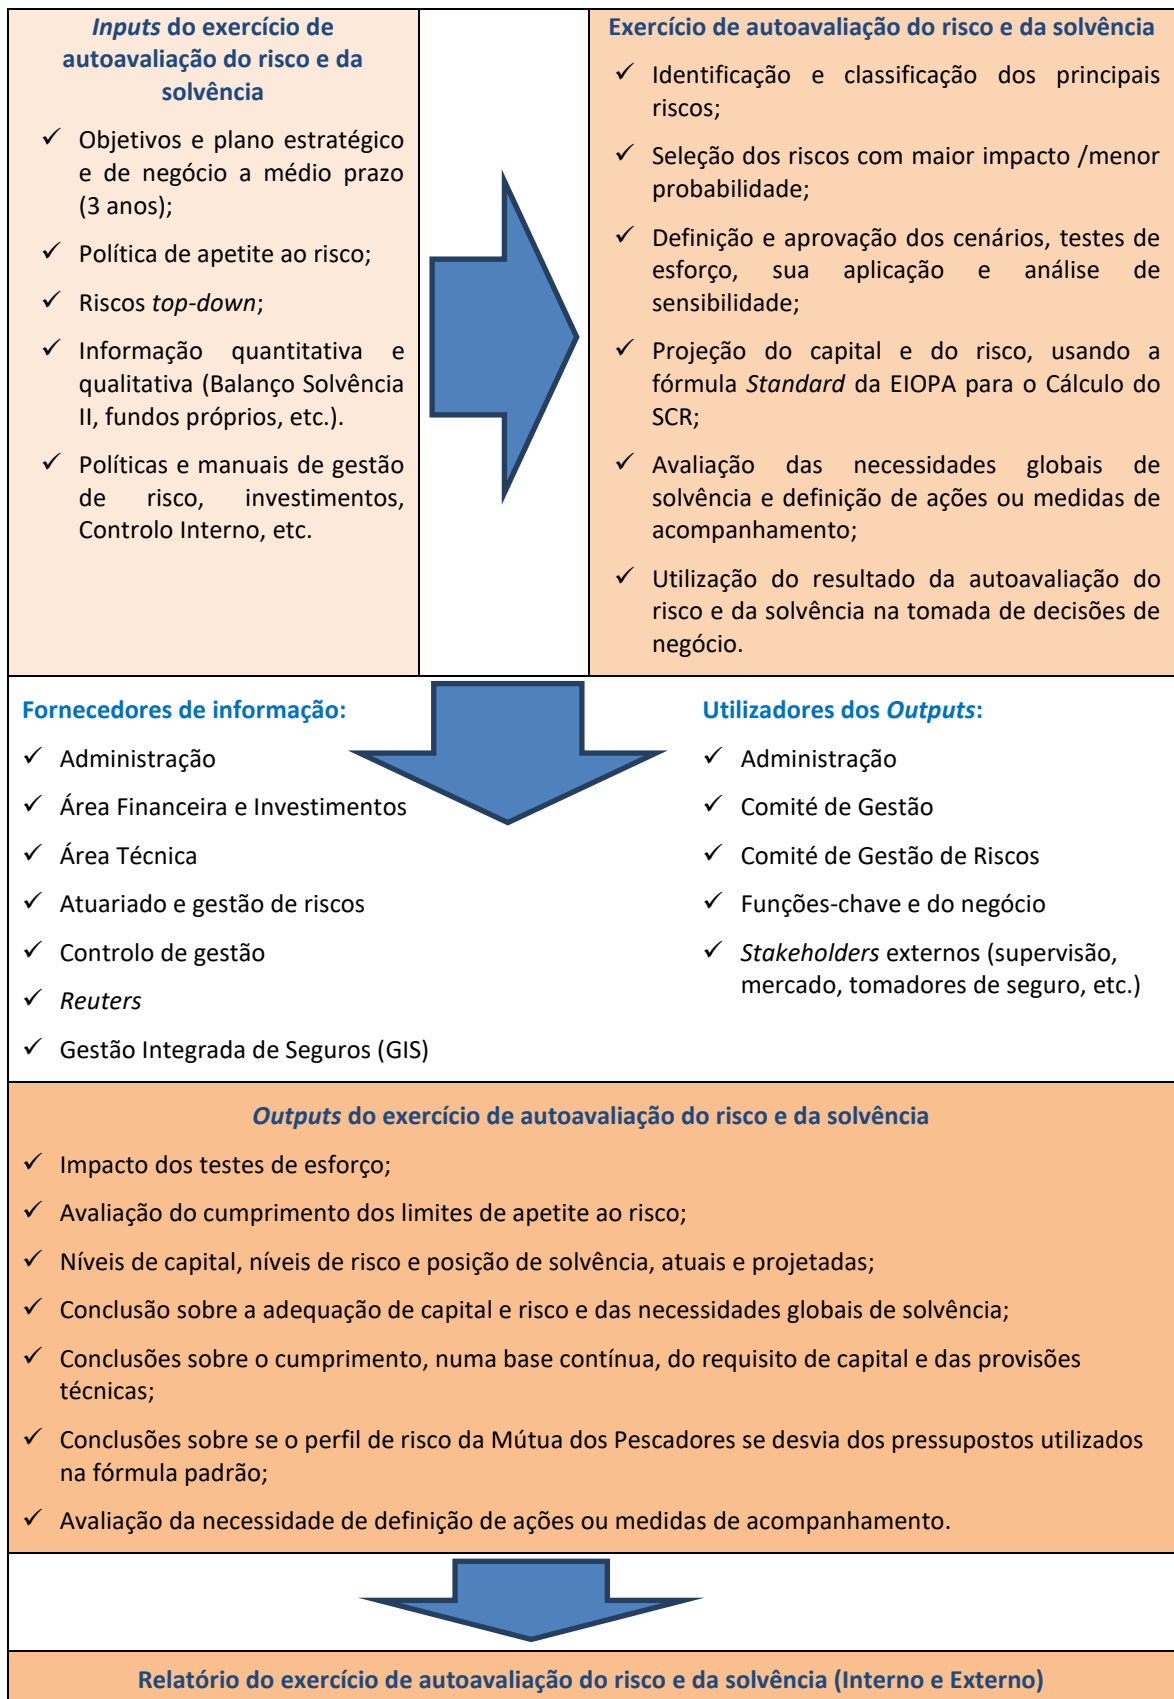 Inputs do exercício de
autoavaliação do risco e da
solvência
✓ Objetivos e plano estratégico
e de negócio a médio prazo
(3 anos);
✓ Política de apetite ao risco;
✓ Riscos top-down;
✓ Informação quantitativa e
qualitativa (Balanço Solvência
II, fundos próprios, etc.).
✓ Políticas e manuais de gestão
de risco, investimentos,
Controlo Interno, etc.
Exercício de autoavaliação do risco e da solvência
✓ Identificação e classificação dos principais
riscos;
✓ Seleção dos riscos com maior impacto /menor
probabilidade;
✓ Definição e aprovação dos cenários, testes de
esforço, sua aplicação e análise de
sensibilidade;
✓ Projeção do capital e do risco, usando a
fórmula Standard da EIOPA para o Cálculo do
SCR;
✓ Avaliação das necessidades globais de
solvência e definição de ações ou medidas de
acompanhamento;
✓ Utilização do resultado da autoavaliação do
risco e da solvência na tomada de decisões de
negócio.
Fornecedores de informação:
✓ Administração
✓ Área Financeira e Investimentos
✓ Área Técnica
✓ Atuariado e gestão de riscos
✓ Controlo de gestão
✓ Reuters
✓ Gestão Integrada de Seguros (GIS)
Utilizadores dos Outputs:
✓ Administração
✓ Comité de Gestão
✓ Comité de Gestão de Riscos
✓ Funções-chave e do negócio
✓ Stakeholders externos (supervisão,
mercado, tomadores de seguro, etc.)
Outputs do exercício de autoavaliação do risco e da solvência
✓ Impacto dos testes de esforço;
✓ Avaliação do cumprimento dos limites de apetite ao risco;
✓ Níveis de capital, níveis de risco e posição de solvência, atuais e projetadas;
✓ Conclusão sobre a adequação de capital e risco e das necessidades globais de solvência;
✓ Conclusões sobre o cumprimento, numa base contínua, do requisito de capital e das provisões
técnicas;
✓ Conclusões sobre se o perfil de risco da Mútua dos Pescadores se desvia dos pressupostos utilizados
na fórmula padrão;
✓ Avaliação da necessidade de definição de ações ou medidas de acompanhamento.
Relatório do exercício de autoavaliação do risco e da solvência (Interno e Externo)